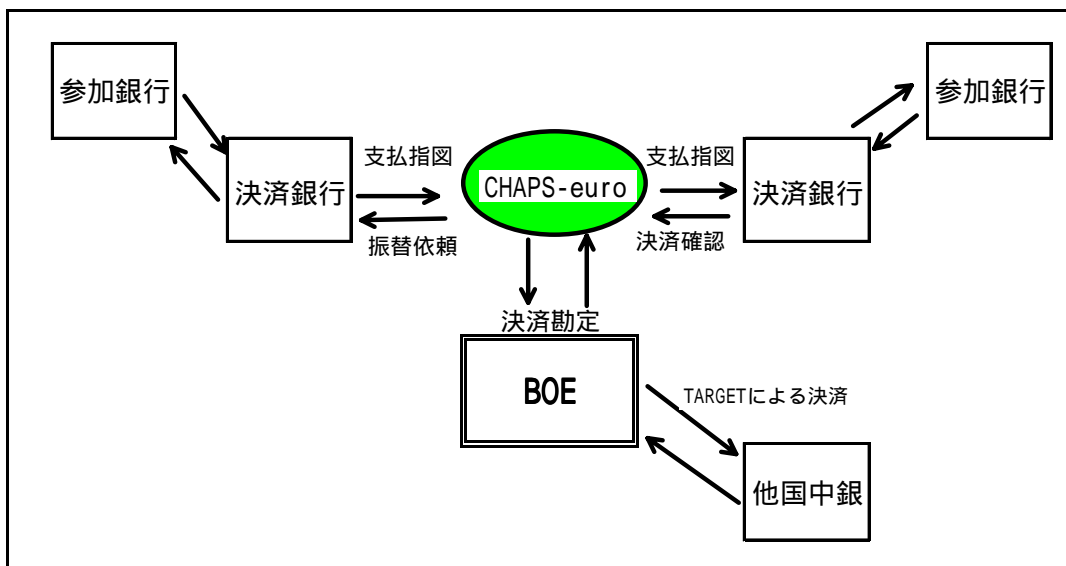 参加銀行
参加銀行
決済銀行
支払指図
CHAPS-euro
支払指図
決済銀行
振替依頼
決済確認
決済勘定
BOE
TARGETによる決済
他国中銀